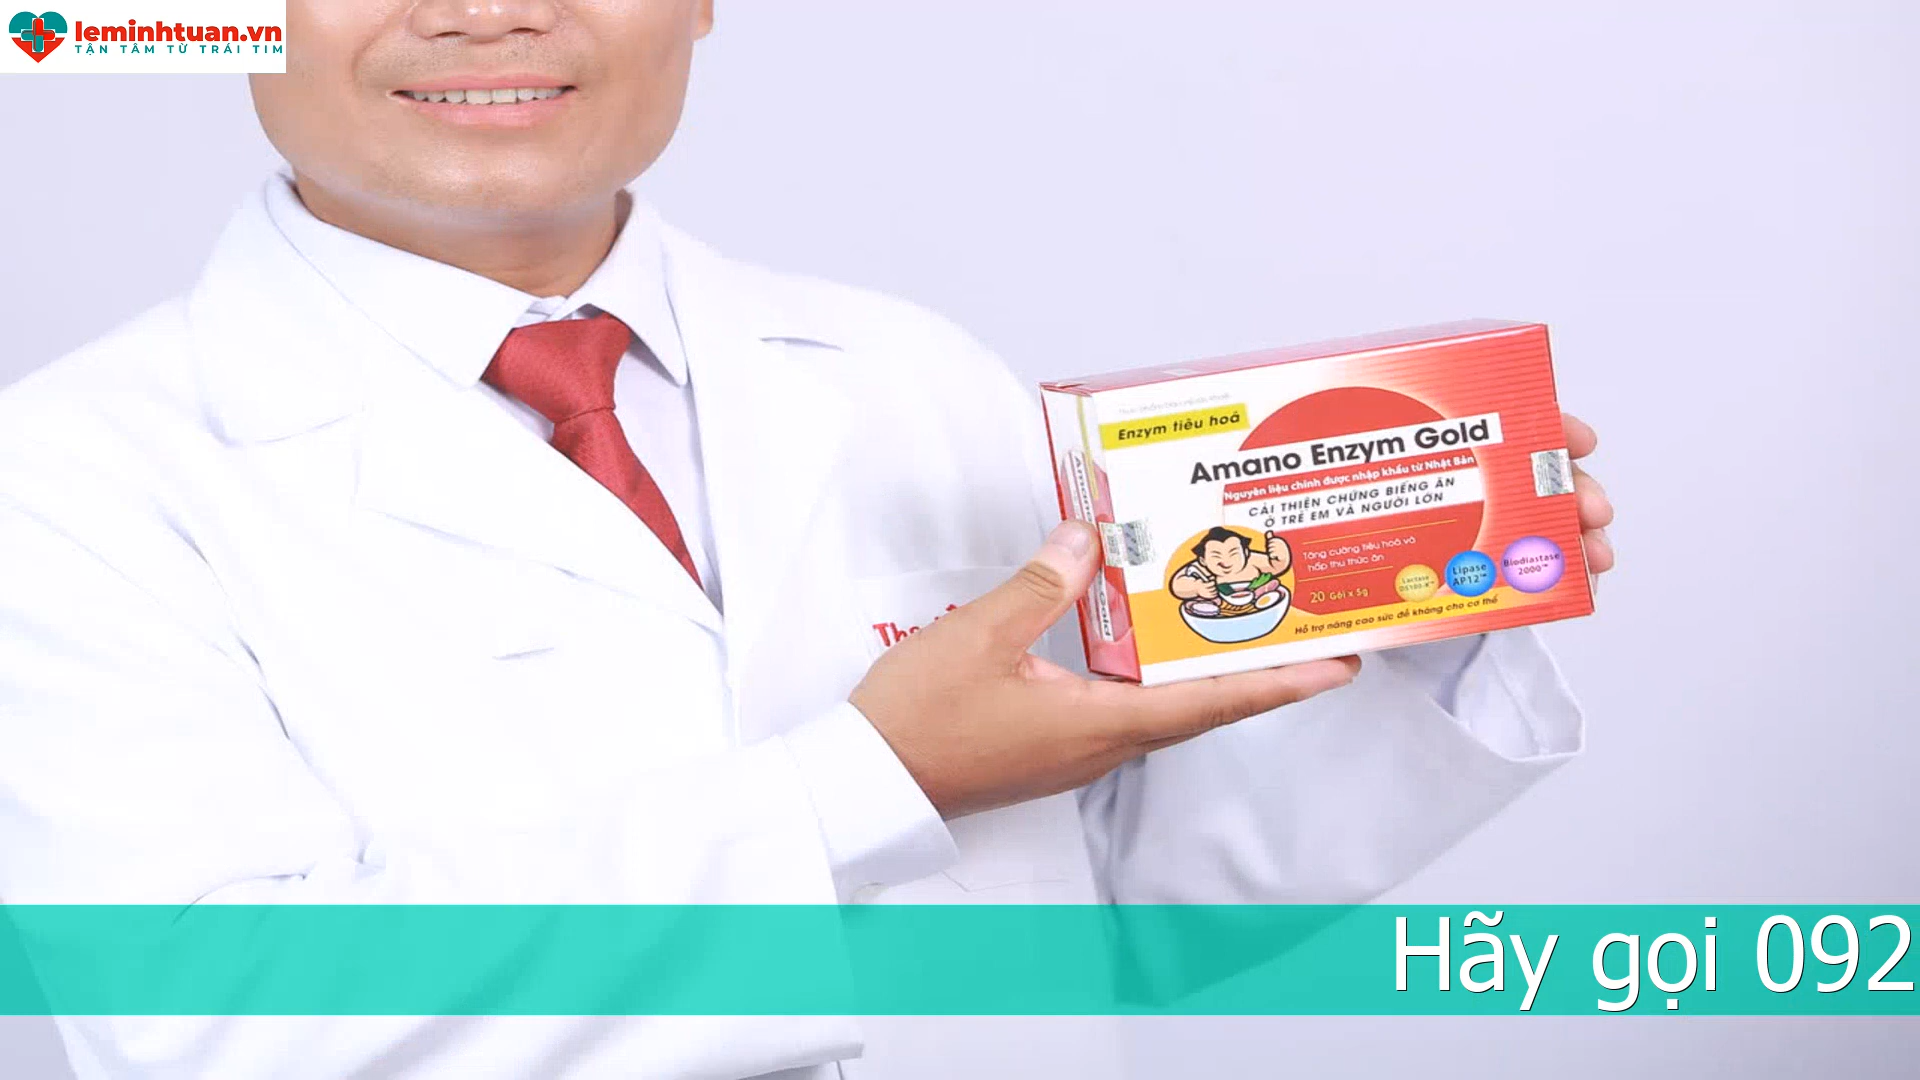 leminhtuan.vn
TẬN TÂM TỪ TRÁI TIM
Enzym tiêu hoá
Amano Enzym Gold
Nguyên liệu chính được nhập khẩu từ Nhật Bản
CẢI THIỆN CHỨNG BIẾNG ĂN
Ở TRẺ EM VÀ NGƯỜI LỚN
Tăng cường tiêu hoá và
hấp thu thức ăn
20 Gói x 5g
Lipase
AP12™
Biodiastase
2000™
Hỗ trợ nâng cao sức đề kháng cho cơ thể
Hãy gọi 092